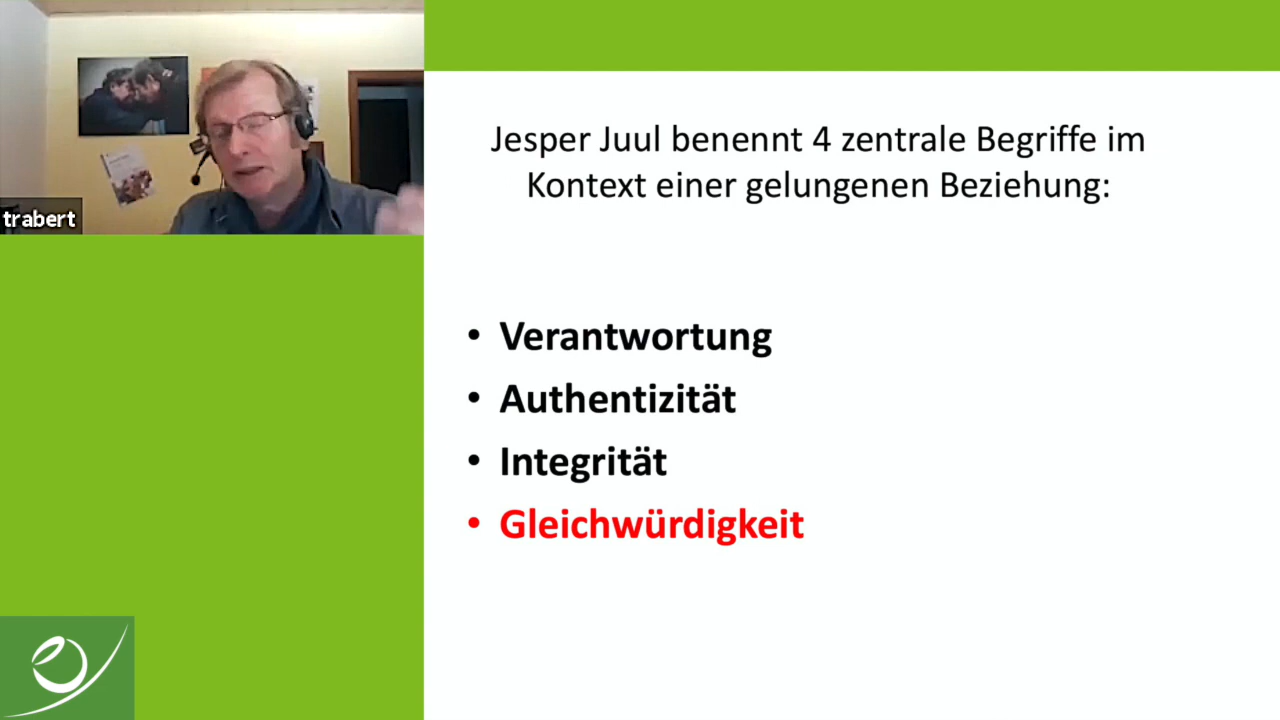 trabert
Jesper Juul benennt 4 zentrale Begriffe im
Kontext einer gelungenen Beziehung:
• Verantwortung
• Authentizität
• Integrität
• Gleichwürdigkeit